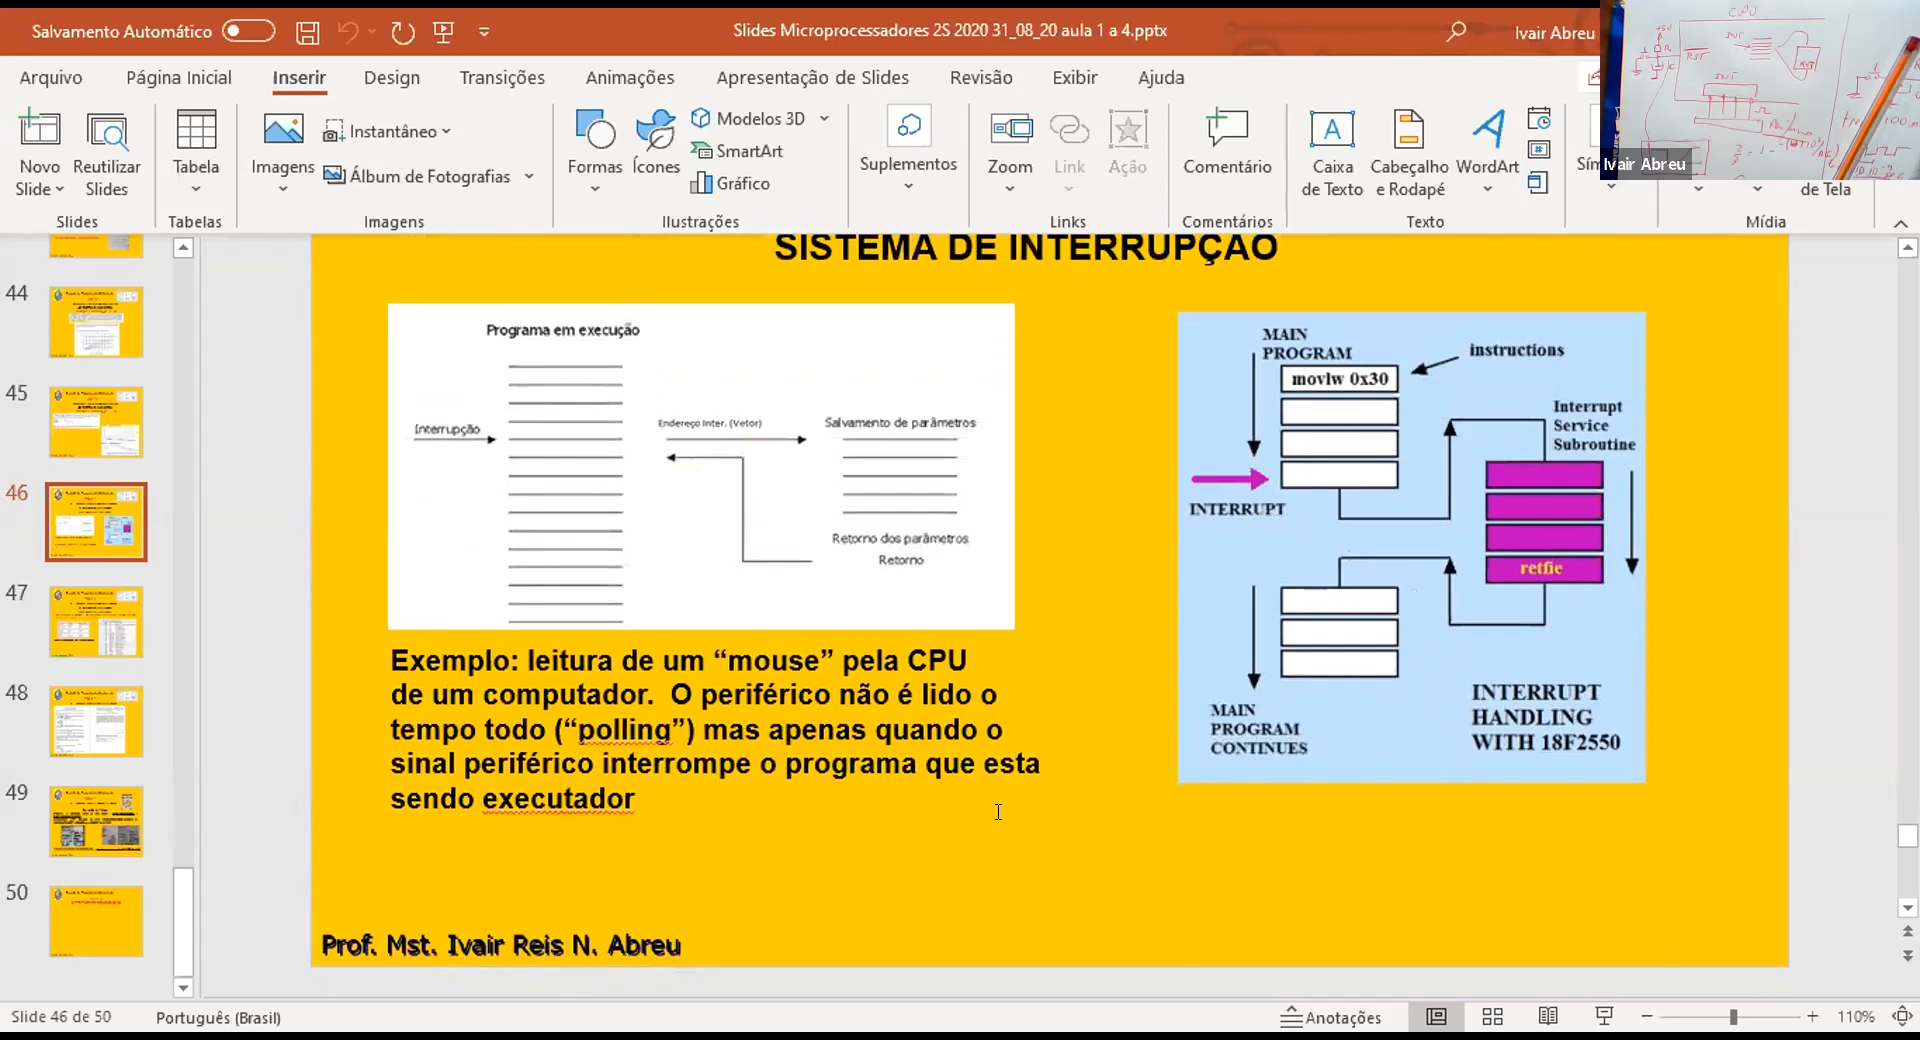 Salvamento Automático
Slides Microprocessadores 2S 2020 31_08_20 aula 1 a 4.pptx
Ivair Abreu
Arquivo Página Inicial Inserir Design Transições Animações Apresentação de Slides Revisão Exibir Ajuda
Novo Slide
Reutilizar Slides
Tabela
Imagens
Instantâneo
Álbum de Fotografias
Formas
Ícones
Modelos 3D
SmartArt
Gráfico
Suplementos
Zoom
Link
Ação
Comentário
Caixa de Texto
Cabeçalho e Rodapé
WordArt
de Tela
Slides
Tabelas
Imagens
Ilustrações
Links
Comentários
Texto
Mídia
CPU
+5V
RST
INT
INT
Ivair Abreu
44
45
46
47
48
49
50
SISTEMA DE INTERRUPÇÃO
Programa em execução
Interrupção
Endereço Inter. (Vetor)
Salvamento de parâmetros
Retorno dos parâmetros
Retorno
MAIN
PROGRAM
instructions
movlw 0x30
Interrupt
Service
Subroutine
INTERRUPT
retfie
MAIN
PROGRAM
CONTINUES
INTERRUPT
HANDLING
WITH 18F2550
Exemplo: leitura de um “mouse” pela CPU
de um computador. O periférico não é lido o
tempo todo (“polling”) mas apenas quando o
sinal periférico interrompe o programa que esta
sendo executador
Prof. Mst. Ivair Reis N. Abreu
Slide 46 de 50
Português (Brasil)
Anotações
110%